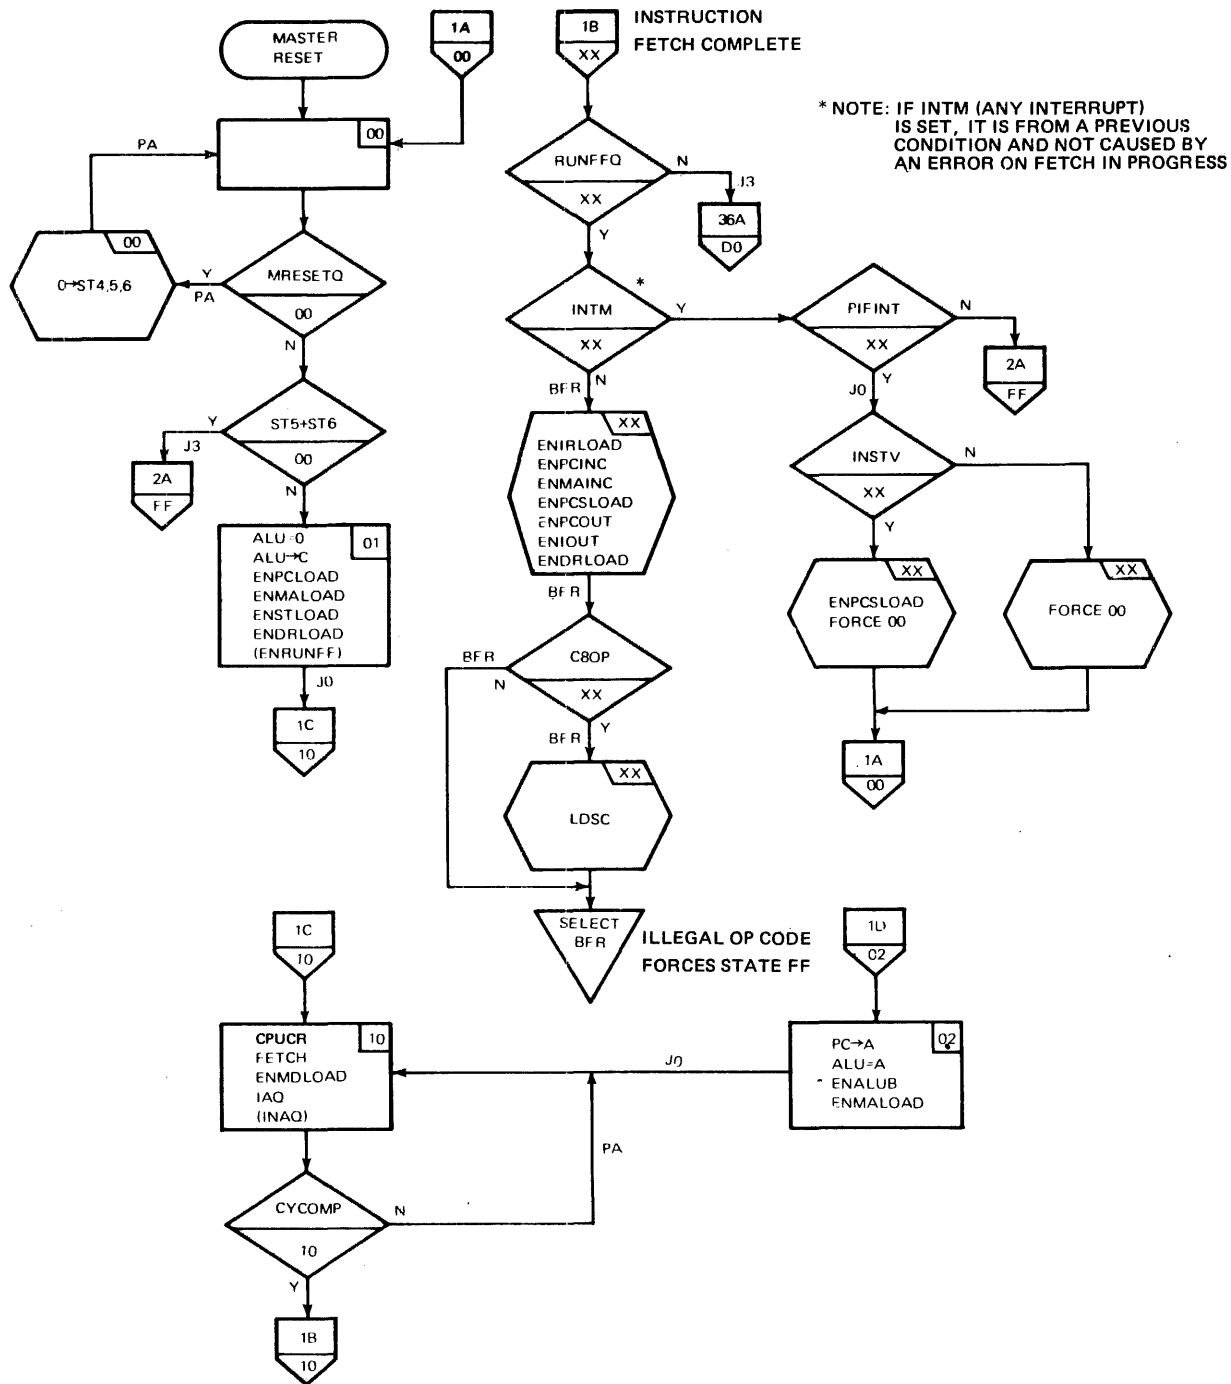 MASTER
RESET
1A
00
00
PA
00
0→ST4,5,6
Y
PA
MRESETQ
00
N
Y
J3
ST5+ST6
00
2A
FF
N
01
ALU=0
ALU→C
ENPCLOAD
ENMALOAD
ENSTLOAD
ENDRLOAD
(ENRUNFF)
J0
1C
10
1B
XX
INSTRUCTION
FETCH COMPLETE
* NOTE: IF INTM (ANY INTERRUPT)
IS SET, IT IS FROM A PREVIOUS
CONDITION AND NOT CAUSED BY
AN ERROR ON FETCH IN PROGRESS
RUNFFQ
XX
N
J3
36A
D0
Y
*
INTM
XX
Y
BFR
N
PIFINT
XX
N
2A
FF
J0
Y
INSTV
XX
N
Y
XX
ENPCSLOAD
FORCE 00
XX
FORCE 00
1A
00
XX
ENIRLOAD
ENPCINC
ENMAINC
ENPCSLOAD
ENPCOUT
ENIOUT
ENDRLOAD
BFR
BFR
N
C8OP
XX
BFR
Y
XX
LDSC
SELECT
BFR
ILLEGAL OP CODE
FORCES STATE FF
1C
10
10
CPUCR
FETCH
ENMDLOAD
IAQ
(INAQ)
CYCOMP
10
N
PA
Y
1B
10
1D
02
02
PC→A
ALU=A
ENALUB
ENMALOAD
J0